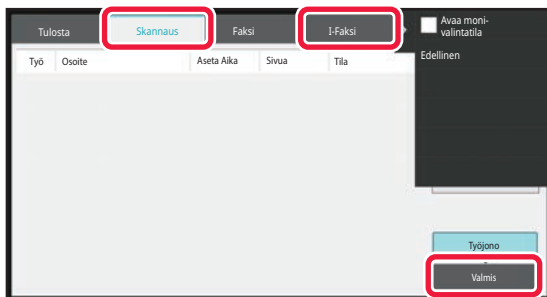 Tulosta Skannaus Faksi I-Faksi
Avaa moni-
valintatila
Työ Osoite Aseta Aika Sivua Tila
Edellinen
Työjono
Valmis